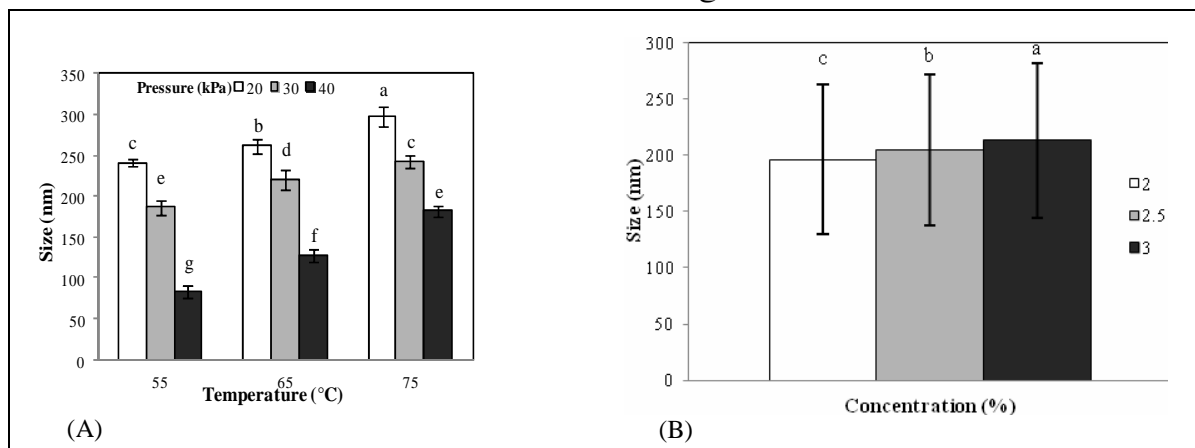 Pressure (kPa) 20 30 40
350
300
250
200
150
100
50
0
Size (nm)
c
e
g
b
d
f
a
c
e
55
65
75
Temperature (°C)
(A)
300
250
200
150
100
50
0
Size (nm)
c
b
a
2
2.5
3
Concentration (%)
(B)